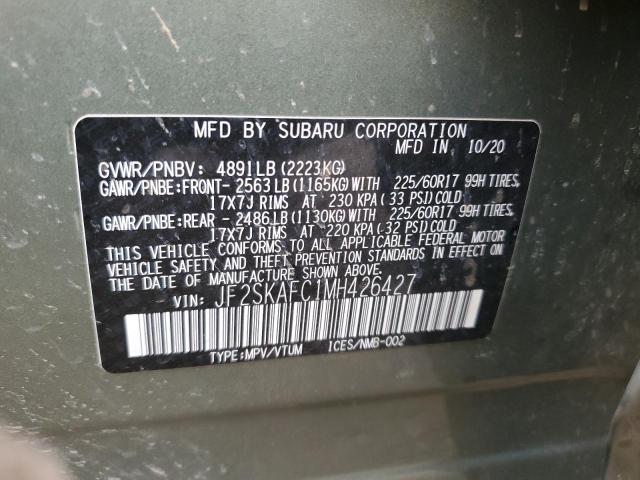 MFD BY SUBARU CORPORATION
MFD IN 10/20
GVWR/PNBV: 4891LB (2223KG)
GAWR/PNBE:FRONT- 2563LB (1165KG)WITH 225/60R17 99H TIRES,
17X7J RIMS AT 230 KPA (33 PSI)COLD
GAWR/PNBE:REAR - 2486LB (1130KG)WITH 225/60R17 99H TIRES,
17X7J RIMS AT 220 KPA (32 PSI)COLD
THIS VEHICLE CONFORMS TO ALL APPLICABLE FEDERAL MOTOR
VEHICLE SAFETY AND THEFT PREVENTION STANDARDS IN EFFECT ON
THE DATE OF MANUFACTURE SHOWN ABOVE.
VIN: JF2SKAFC1MH426427
TYPE:MPV/VTUM ICES/NMB-002